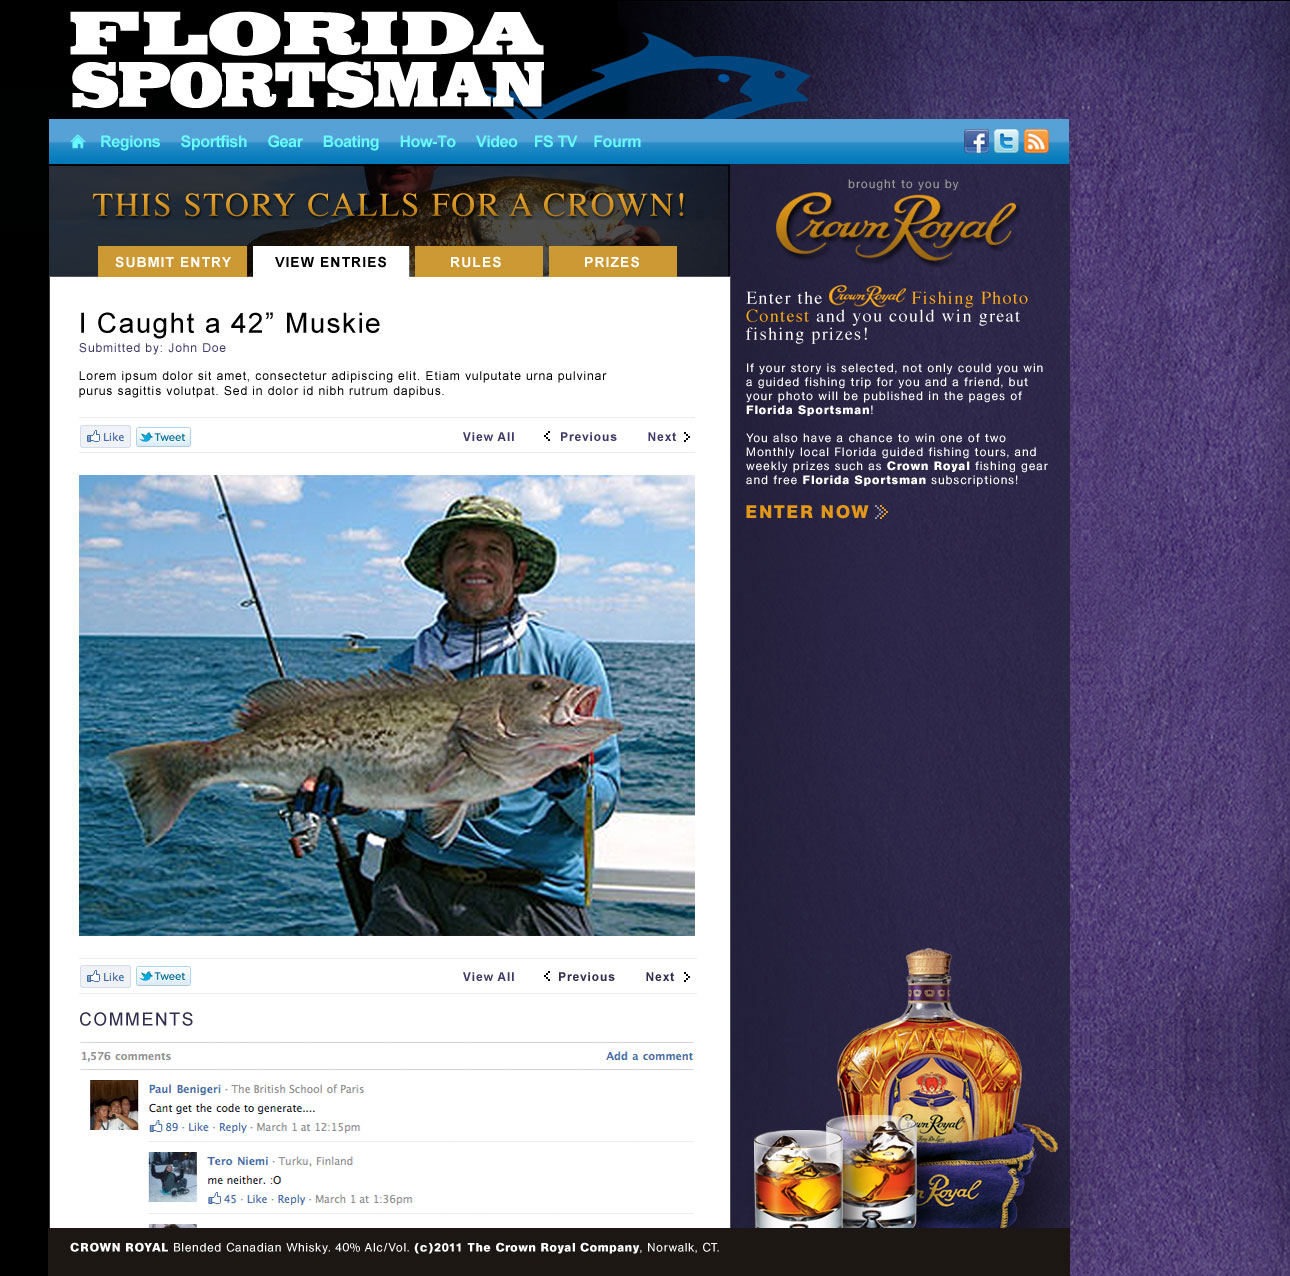 FLORIDA
SPORTSMAN
Regions Sportfish Gear Boating How-To Video FS TV Fourm
THIS STORY CALLS FOR A CROWN!
SUBMIT ENTRY VIEW ENTRIES RULES PRIZES
I Caught a 42” Muskie
Submitted by: John Doe
Lorem ipsum dolor sit amet, consectetur adipiscing elit. Etiam vulputate urna pulvinar
purus sagittis volutpat. Sed in dolor id nibh rutrum dapibus.
Like Tweet View All Previous Next
Like Tweet View All Previous Next
COMMENTS
1,576 comments Add a comment
Paul Benigeri - The British School of Paris
Cant get the code to generate....
89 · Like · Reply · March 1 at 12:15pm
Tero Niemi - Turku, Finland
me neither. :O
45 · Like · Reply · March 1 at 1:36pm
brought to you by
Crown Royal
Enter the Crown Royal Fishing Photo
Contest and you could win great
fishing prizes!
If your story is selected, not only could you win
a guided fishing trip for you and a friend, but
your photo will be published in the pages of
Florida Sportsman!
You also have a chance to win one of two
Monthly local Florida guided fishing tours, and
weekly prizes such as Crown Royal fishing gear
and free Florida Sportsman subscriptions!
ENTER NOW
Crown Royal
Royal
CROWN ROYAL Blended Canadian Whisky. 40% Alc/Vol. (c)2011 The Crown Royal Company, Norwalk, CT.